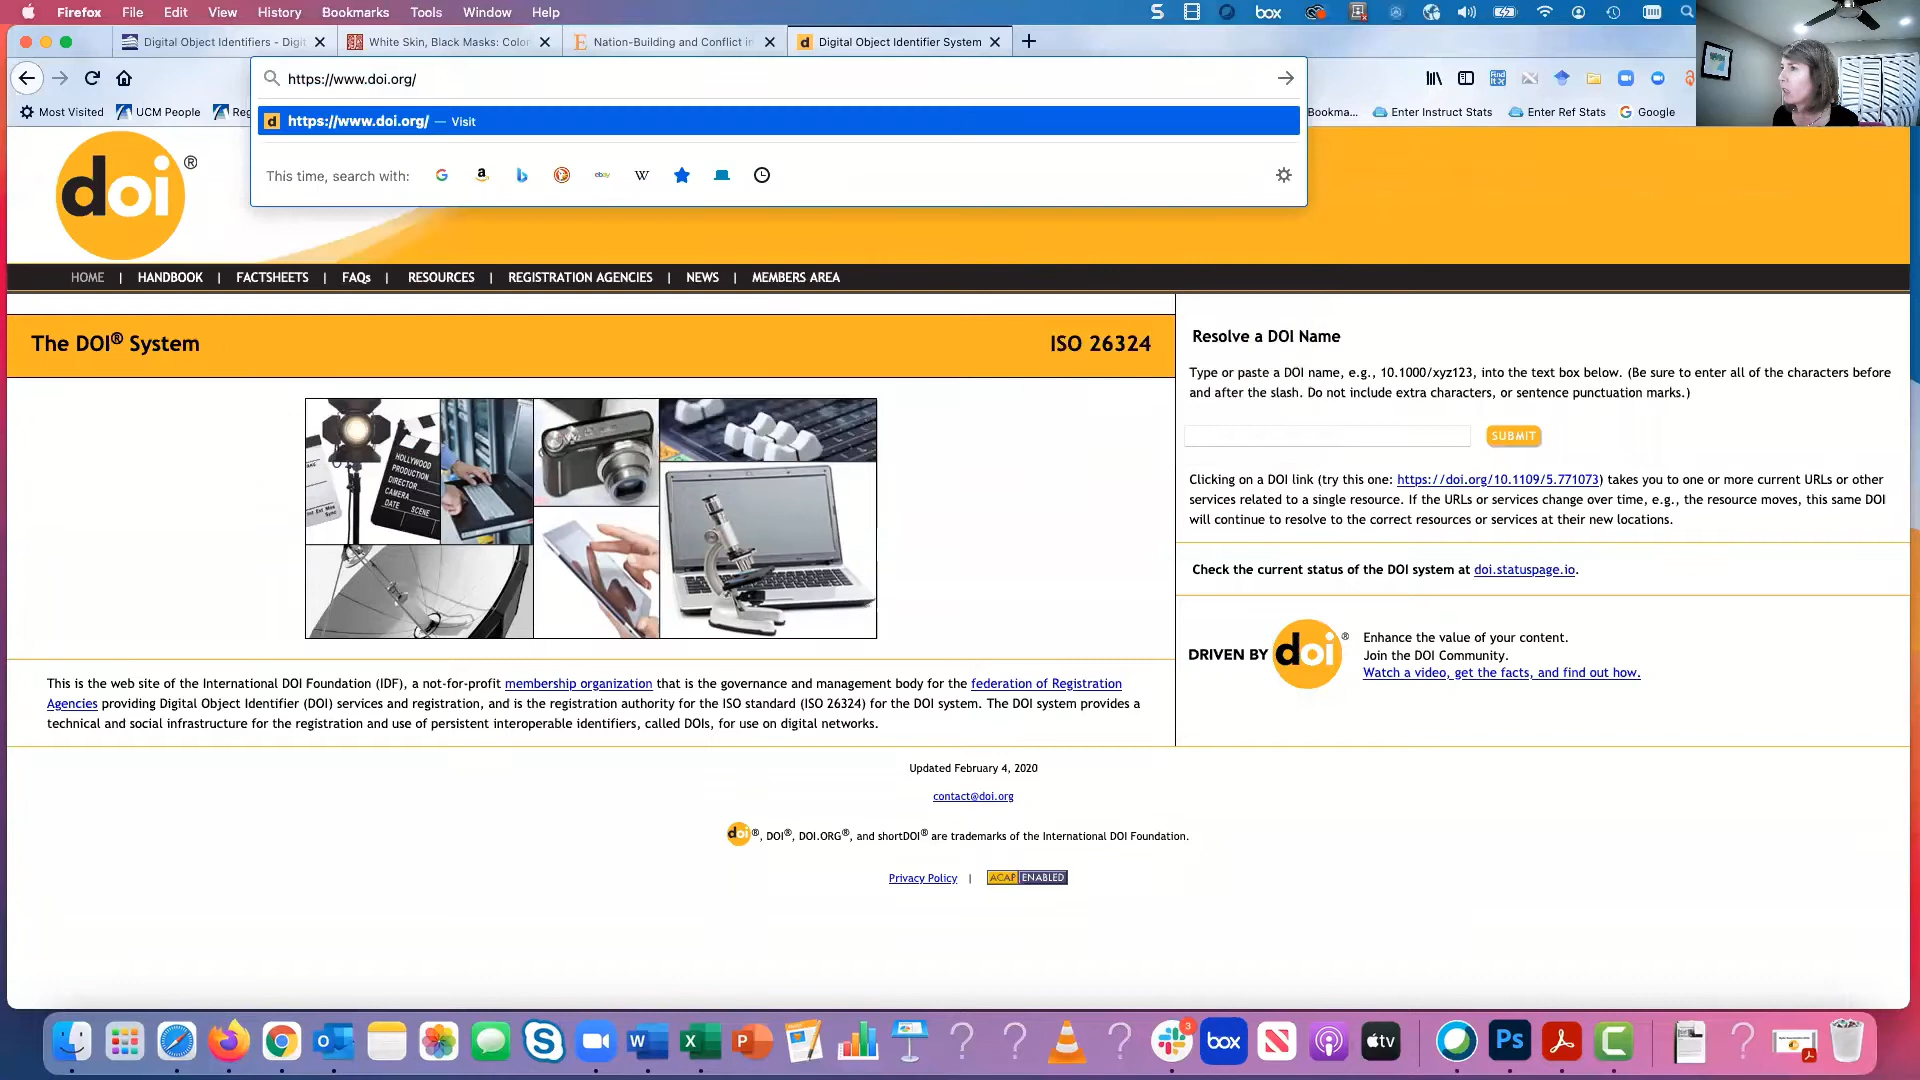 Firefox File Edit View History Bookmarks Tools Window Help
box
Digital Object Identifiers - Digit
White Skin, Black Masks: Color
Nation-Building and Conflict in
Digital Object Identifier System
https://www.doi.org/
Most Visited
UCM People
Reg
https://www.doi.org/ — Visit
Bookma...
Enter Instruct Stats
Enter Ref Stats
Google
This time, search with:
doi®
HOME | HANDBOOK | FACTSHEETS | FAQs | RESOURCES | REGISTRATION AGENCIES | NEWS | MEMBERS AREA
The DOI® System
ISO 26324
HOLLYWOOD
PRODUCTION
DIRECTOR
CAMERA
DATE SCENE
This is the web site of the International DOI Foundation (IDF), a not-for-profit membership organization that is the governance and management body for the federation of Registration
Agencies providing Digital Object Identifier (DOI) services and registration, and is the registration authority for the ISO standard (ISO 26324) for the DOI system. The DOI system provides a
technical and social infrastructure for the registration and use of persistent interoperable identifiers, called DOIs, for use on digital networks.
Resolve a DOI Name
Type or paste a DOI name, e.g., 10.1000/xyz123, into the text box below. (Be sure to enter all of the characters before
and after the slash. Do not include extra characters, or sentence punctuation marks.)
SUBMIT
Clicking on a DOI link (try this one: https://doi.org/10.1109/5.771073) takes you to one or more current URLs or other
services related to a single resource. If the URLs or services change over time, e.g., the resource moves, this same DOI
will continue to resolve to the correct resources or services at their new locations.
Check the current status of the DOI system at doi.statuspage.io.
DRIVEN BY doi®
Enhance the value of your content.
Join the DOI Community.
Watch a video, get the facts, and find out how.
Updated February 4, 2020
contact@doi.org
doi®, DOI®, DOI.ORG®, and shortDOI® are trademarks of the International DOI Foundation.
Privacy Policy |
ACAP ENABLED
box
tv
Ps
3